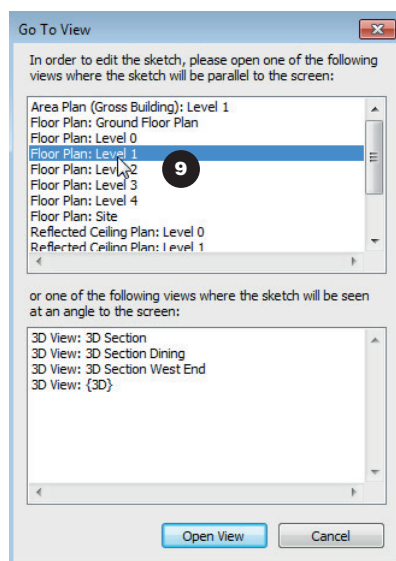 Go To View
In order to edit the sketch, please open one of the following
views where the sketch will be parallel to the screen:
Area Plan (Gross Building): Level 1
Floor Plan: Ground Floor Plan
Floor Plan: Level 0
Floor Plan: Level 1
Floor Plan: Level 2
9
Floor Plan: Level 3
Floor Plan: Level 4
Floor Plan: Site
Reflected Ceiling Plan: Level 0
Reflected Ceiling Plan: Level 1
or one of the following views where the sketch will be seen
at an angle to the screen:
3D View: 3D Section
3D View: 3D Section Dining
3D View: 3D Section West End
3D View: {3D}
Open View
Cancel